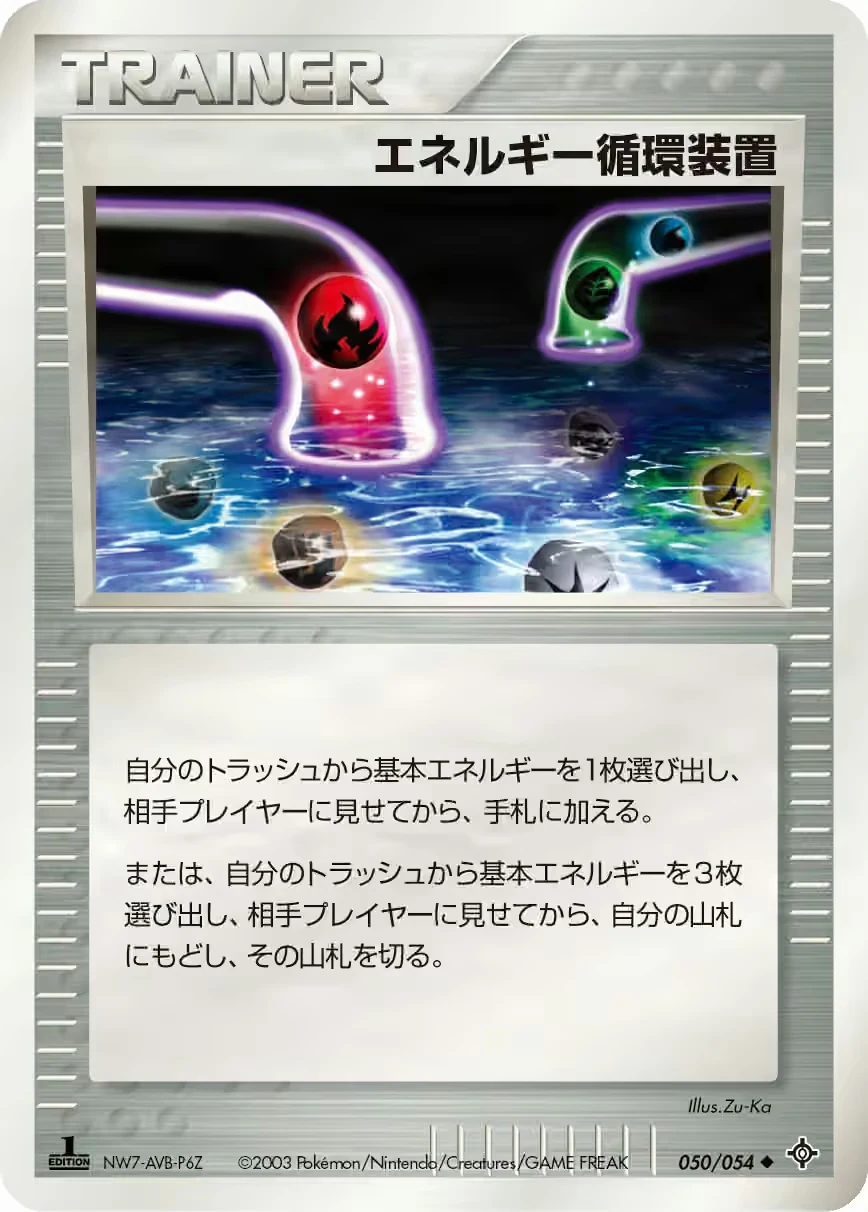 TRAINER
エネルギー循環装置
自分のトラッシュから基本エネルギーを1枚選び出し、
相手プレイヤーに見せてから、手札に加える。
または、自分のトラッシュから基本エネルギーを3枚
選び出し、相手プレイヤーに見せてから、自分の山札
にもどし、その山札を切る。
Illus.Zu-Ka
1 EDITION NW7-AVB-P6Z ©2003 Pokémon/Nintendo/Creatures/GAME FREAK 050/054 ◆